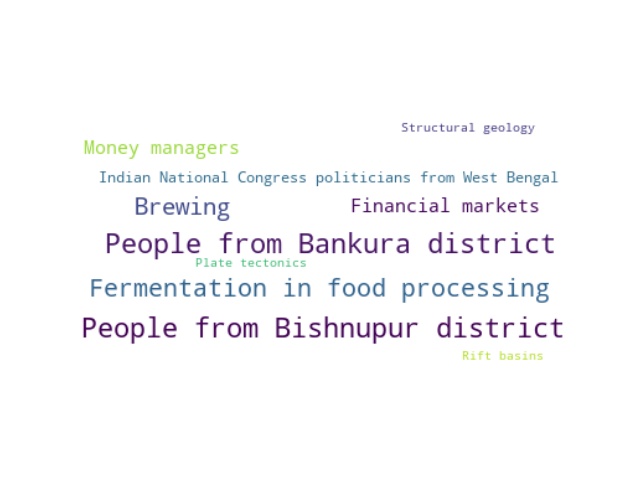 Structural geology
Money managers
Indian National Congress politicians from West Bengal
Brewing
Financial markets
People from Bankura district
Plate tectonics
Fermentation in food processing
People from Bishnupur district
Rift basins